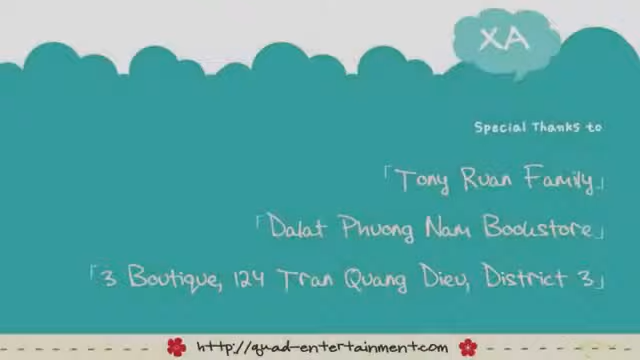 XA
Special Thanks to
「Tony Ruan Family」
「Dalat Phuong Nam Bookstore」
「3 Boutique, 124 Tran Quang Dieu, District 3」
http://quad-entertainment.com